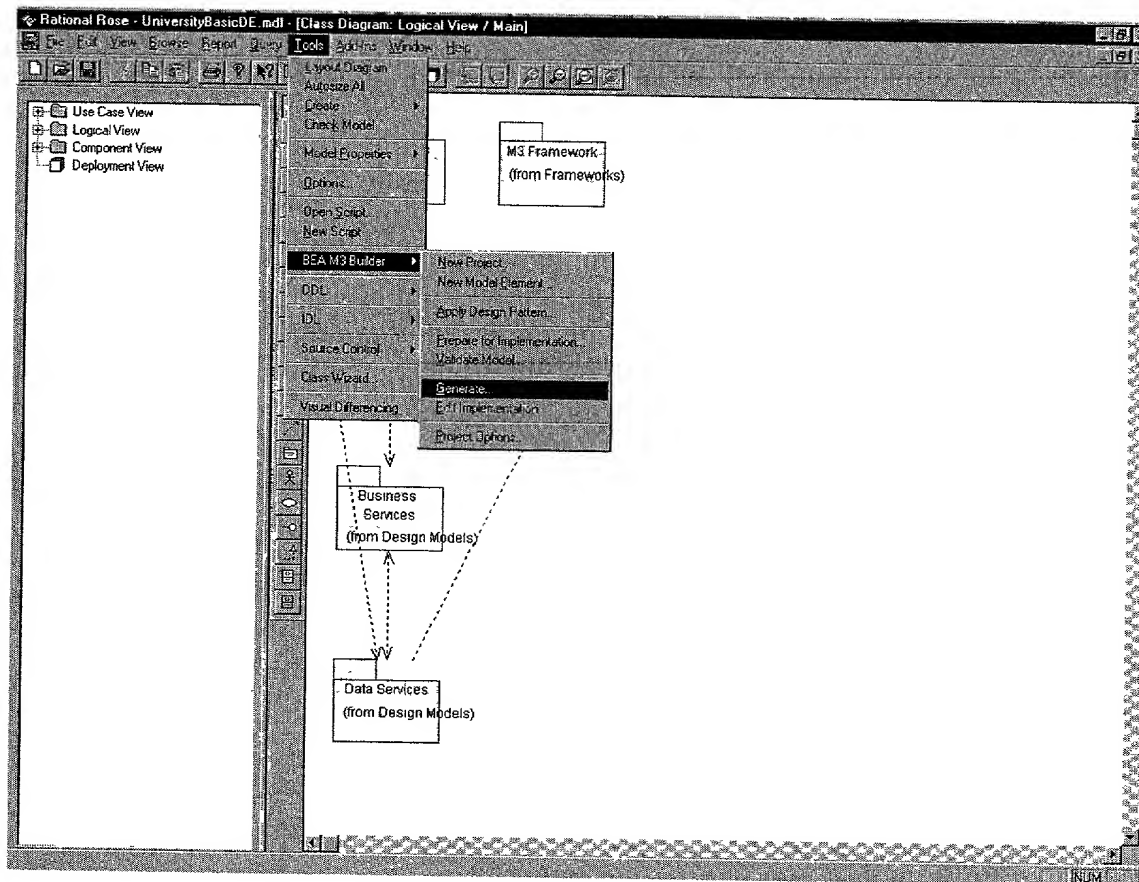 Rational Rose - UniversityBasicDE.mdl - [Class Diagram: Logical View / Main]
File Edit View Browse Report Query Tools Add-Ins Window Help
Layout Diagram
Autosize All
Create
Check Model
Model Properties
Options...
Open Script...
New Script
BEA M3 Builder
DDL
IDL
Source Control
Class Wizard...
Visual Differencing
New Project...
New Model Element...
Apply Design Pattern...
Prepare for Implementation...
Validate Model...
Generate...
Edit Implementation
Project Options...
Use Case View
Logical View
Component View
Deployment View
M3 Framework
(from Frameworks)
Business
Services
(from Design Models)
Data Services
(from Design Models)
NUM